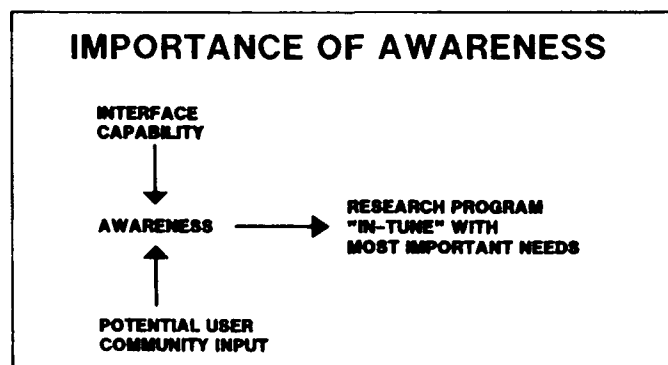 IMPORTANCE OF AWARENESS
INTERFACE
CAPABILITY
AWARENESS
RESEARCH PROGRAM
"IN-TUNE" WITH
MOST IMPORTANT NEEDS
POTENTIAL USER
COMMUNITY INPUT